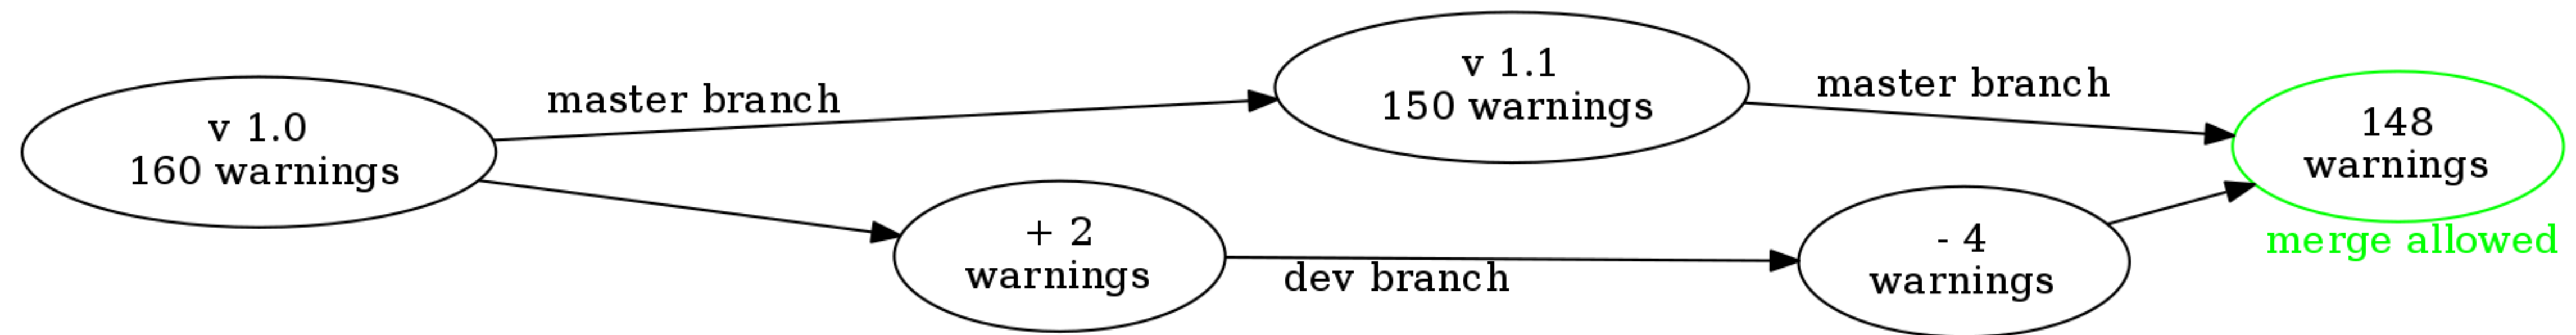 v 1.0
160 warnings
master branch
v 1.1
150 warnings
master branch
148
warnings
merge allowed
+ 2
warnings
dev branch
- 4
warnings